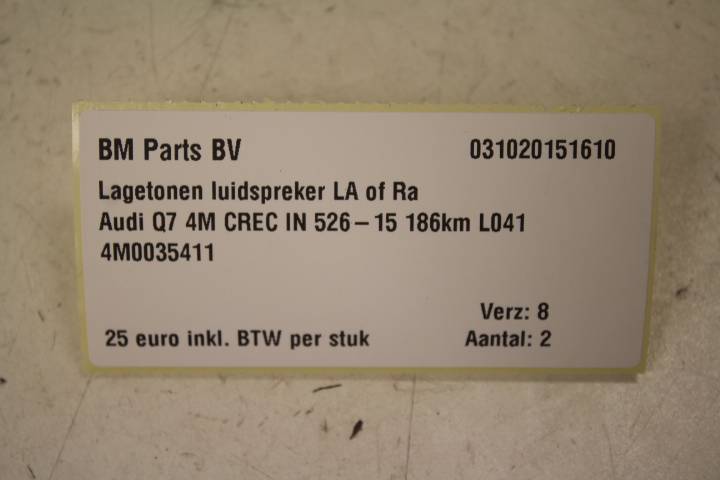 BM Parts BV 031020151610
Lagetonen luidspreker LA of Ra
Audi Q7 4M CREC IN 526-15 186km L041
4M0035411
Verz: 8
25 euro inkl. BTW per stuk Aantal: 2